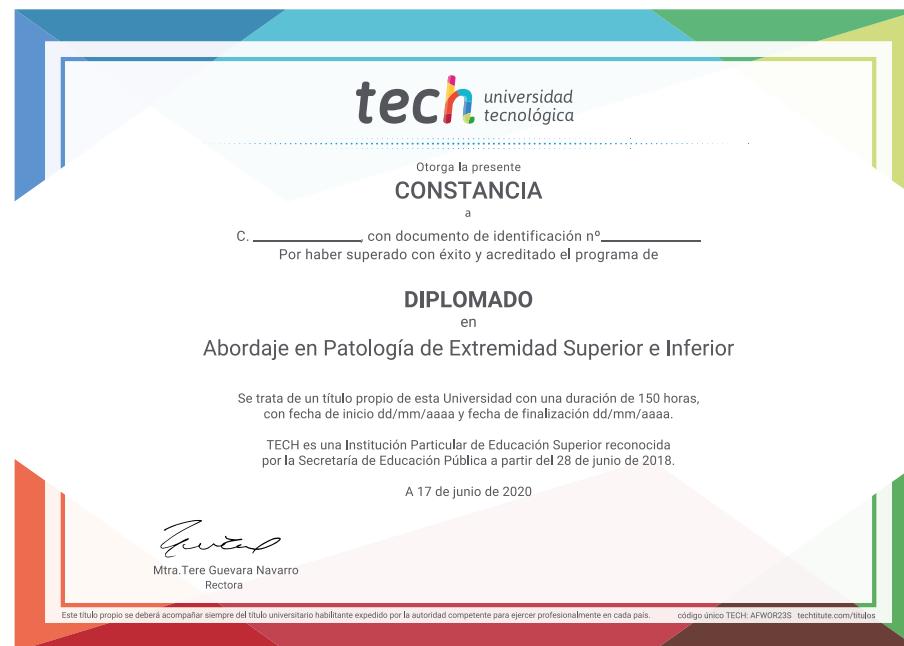 tech universidad
tecnológica
Otorga la presente
CONSTANCIA
a
C. ______________, con documento de identificación nº_____________
Por haber superado con éxito y acreditado el programa de
DIPLOMADO
en
Abordaje en Patología de Extremidad Superior e Inferior
Se trata de un título propio de esta Universidad con una duración de 150 horas,
con fecha de inicio dd/mm/aaaa y fecha de finalización dd/mm/aaaa.
TECH es una Institución Particular de Educación Superior reconocida
por la Secretaría de Educación Pública a partir del 28 de junio de 2018.
A 17 de junio de 2020
Mtra.Tere Guevara Navarro
Rectora
Este título propio se deberá acompañar siempre del título universitario habilitante expedido por la autoridad competente para ejercer profesionalmente en cada país. código único TECH: AFWOR23S techtitute.com/titulos